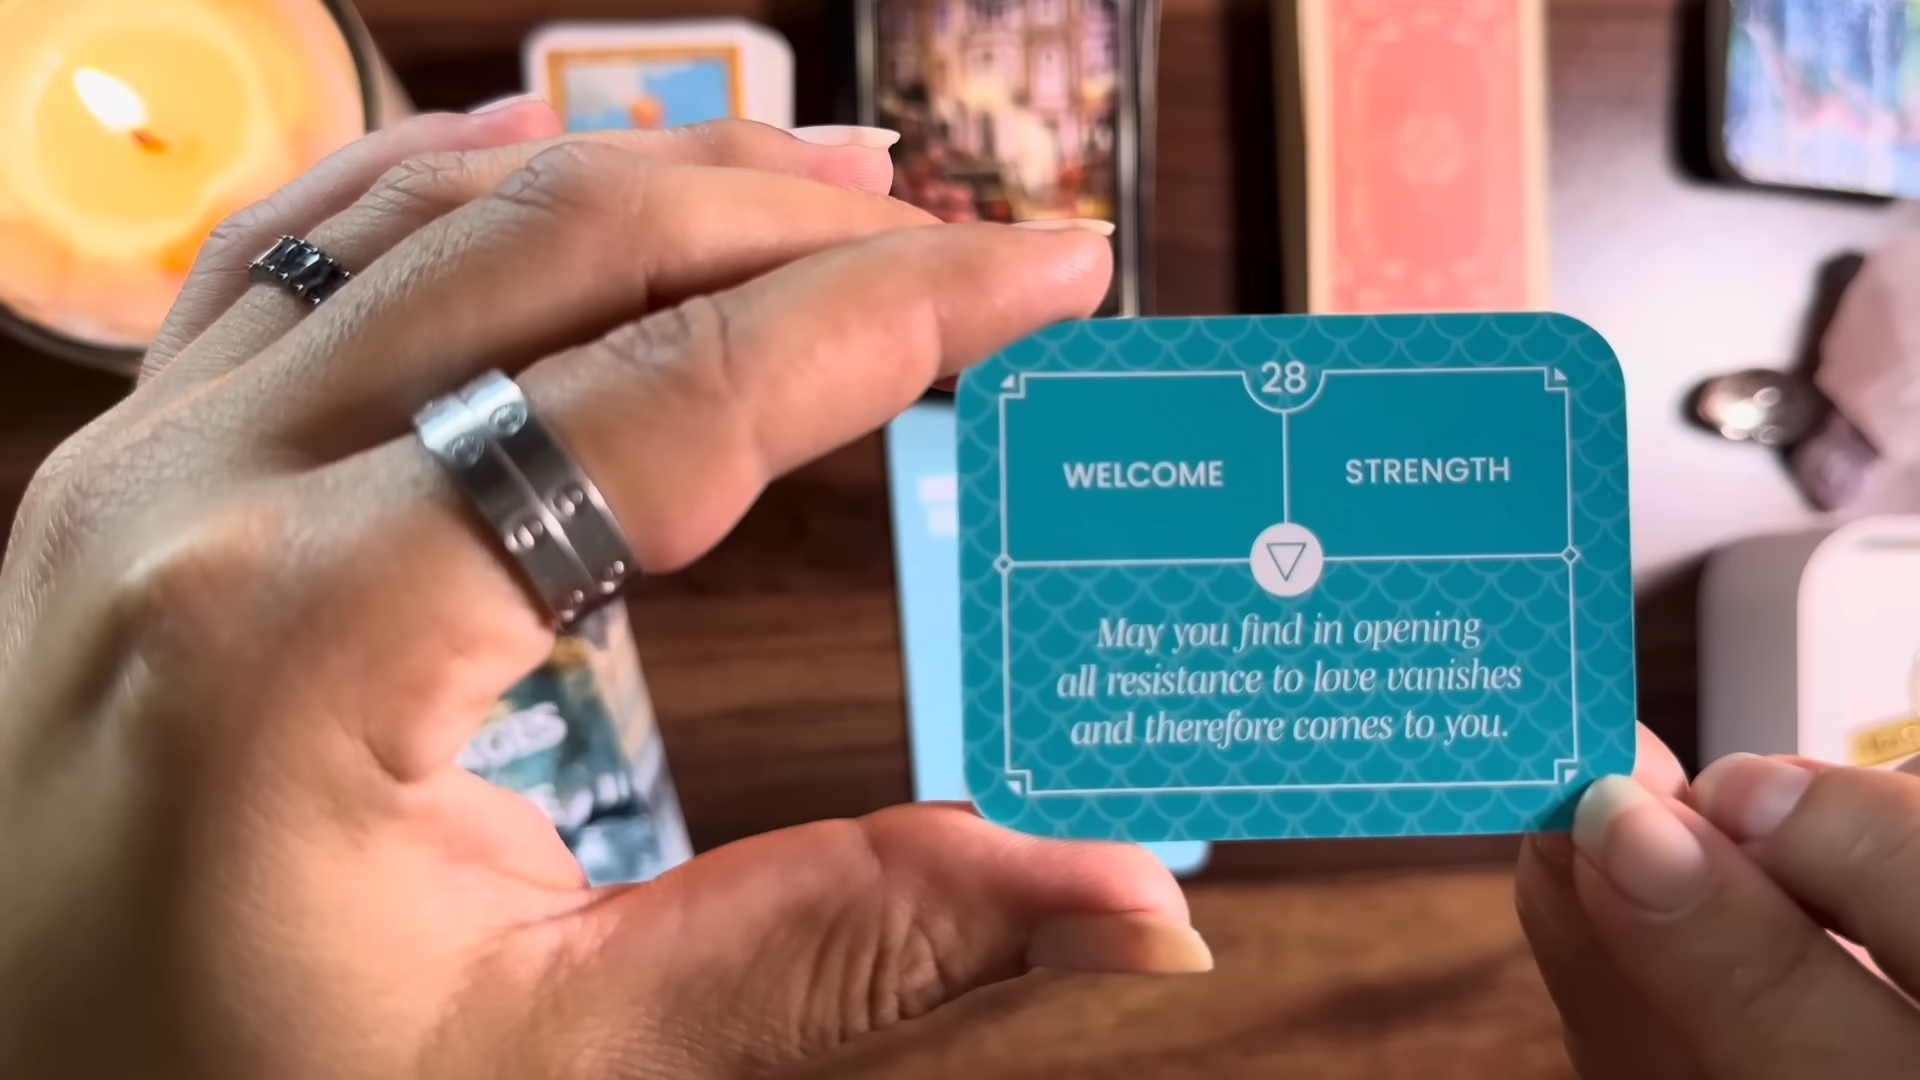 28
WELCOME
STRENGTH
May you find in opening
all resistance to love vanishes
and therefore comes to you.